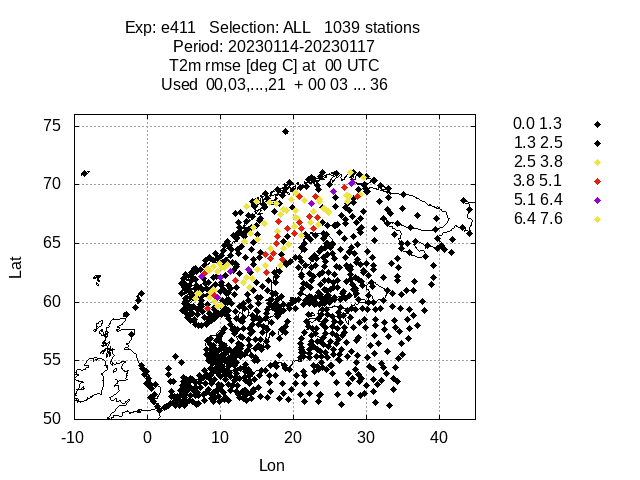 Exp: e411   Selection: ALL   1039 stations
Period: 20230114-20230117
T2m rmse [deg C] at  00 UTC
Used  00,03,...,21  + 00 03 ... 36
75
70
65
60
55
50
Lat
-10 0 10 20 30 40
Lon
0.0 1.3
1.3 2.5
2.5 3.8
3.8 5.1
5.1 6.4
6.4 7.6